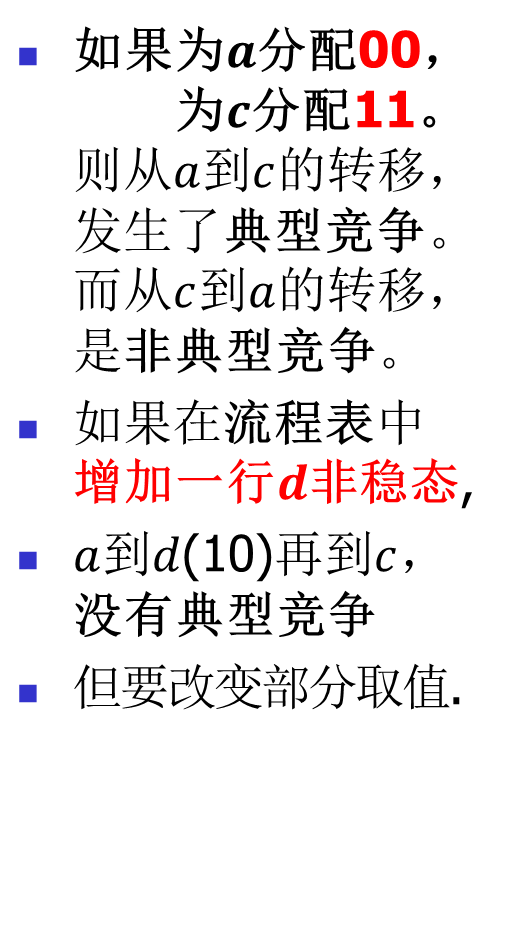 如果为a分配00，
为c分配11。
则从a到c的转移，
发生了典型竞争。
而从c到a的转移，
是非典型竞争。
如果在流程表中
增加一行d非稳态,
a到d(10)再到c，
没有典型竞争
但要改变部分取值.